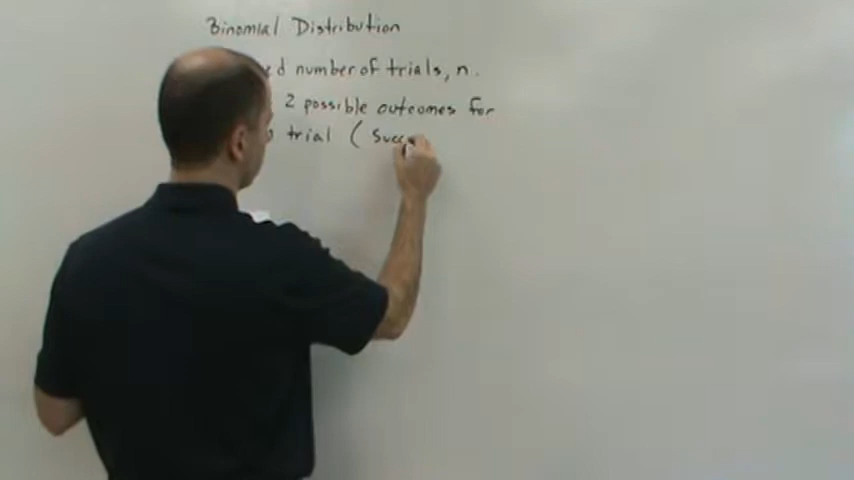 Binomial Distribution
number of trials, n.
2 possible outcomes for
trial ( Succ